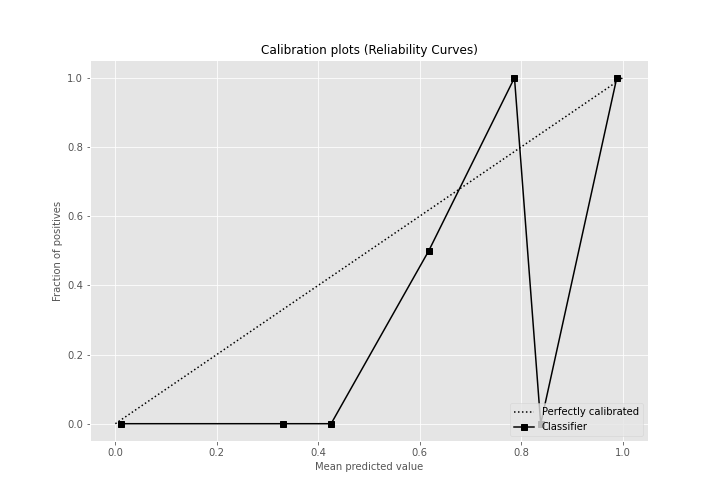 Calibration plots (Reliability Curves)
1.0
0.8
0.6
0.4
0.2
0.0
Fraction of positives
0.0 0.2 0.4 0.6 0.8 1.0
Mean predicted value
Perfectly calibrated
Classifier